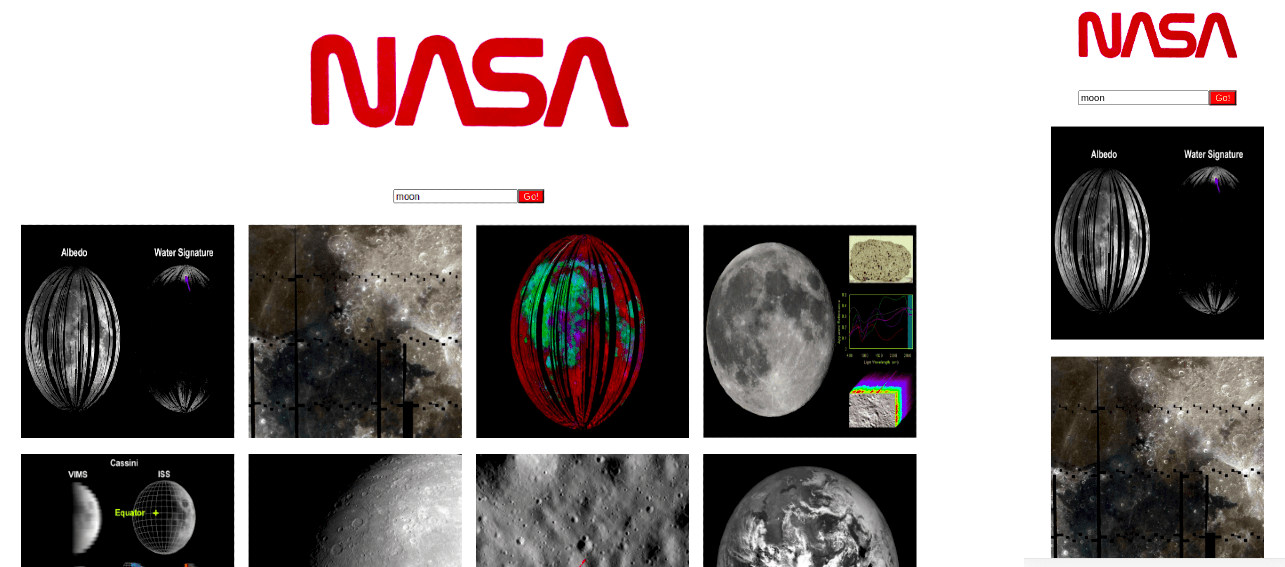 NASA
moon Go!
Albedo Water Signature
Cassini
VIMS ISS
Equator
NASA
moon Go!
Albedo Water Signature